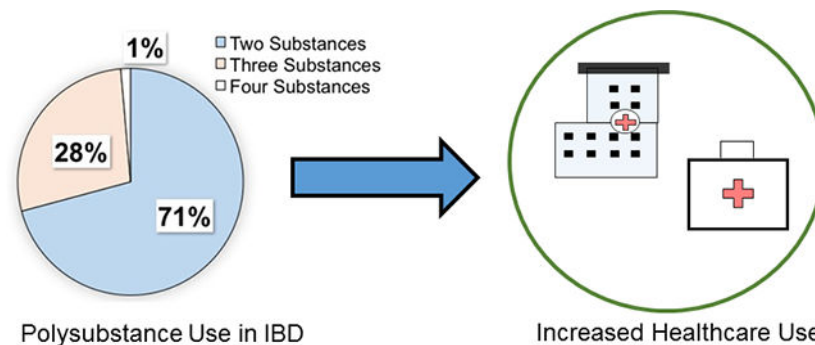 1%
Two Substances
Three Substances
Four Substances
28%
71%
Polysubstance Use in IBD
Increased Healthcare Use